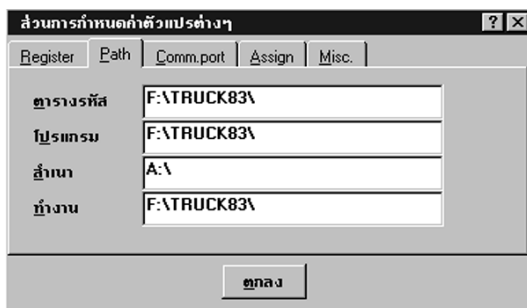 ส่วนการกำหนดค่าตัวแปรต่างๆ
Register Path Comm.port Assign Misc.
ตารางรหัส F:\TRUCK83\
โปรแกรม F:\TRUCK83\
สำเนา A:\
ทำงาน F:\TRUCK83\
ตกลง